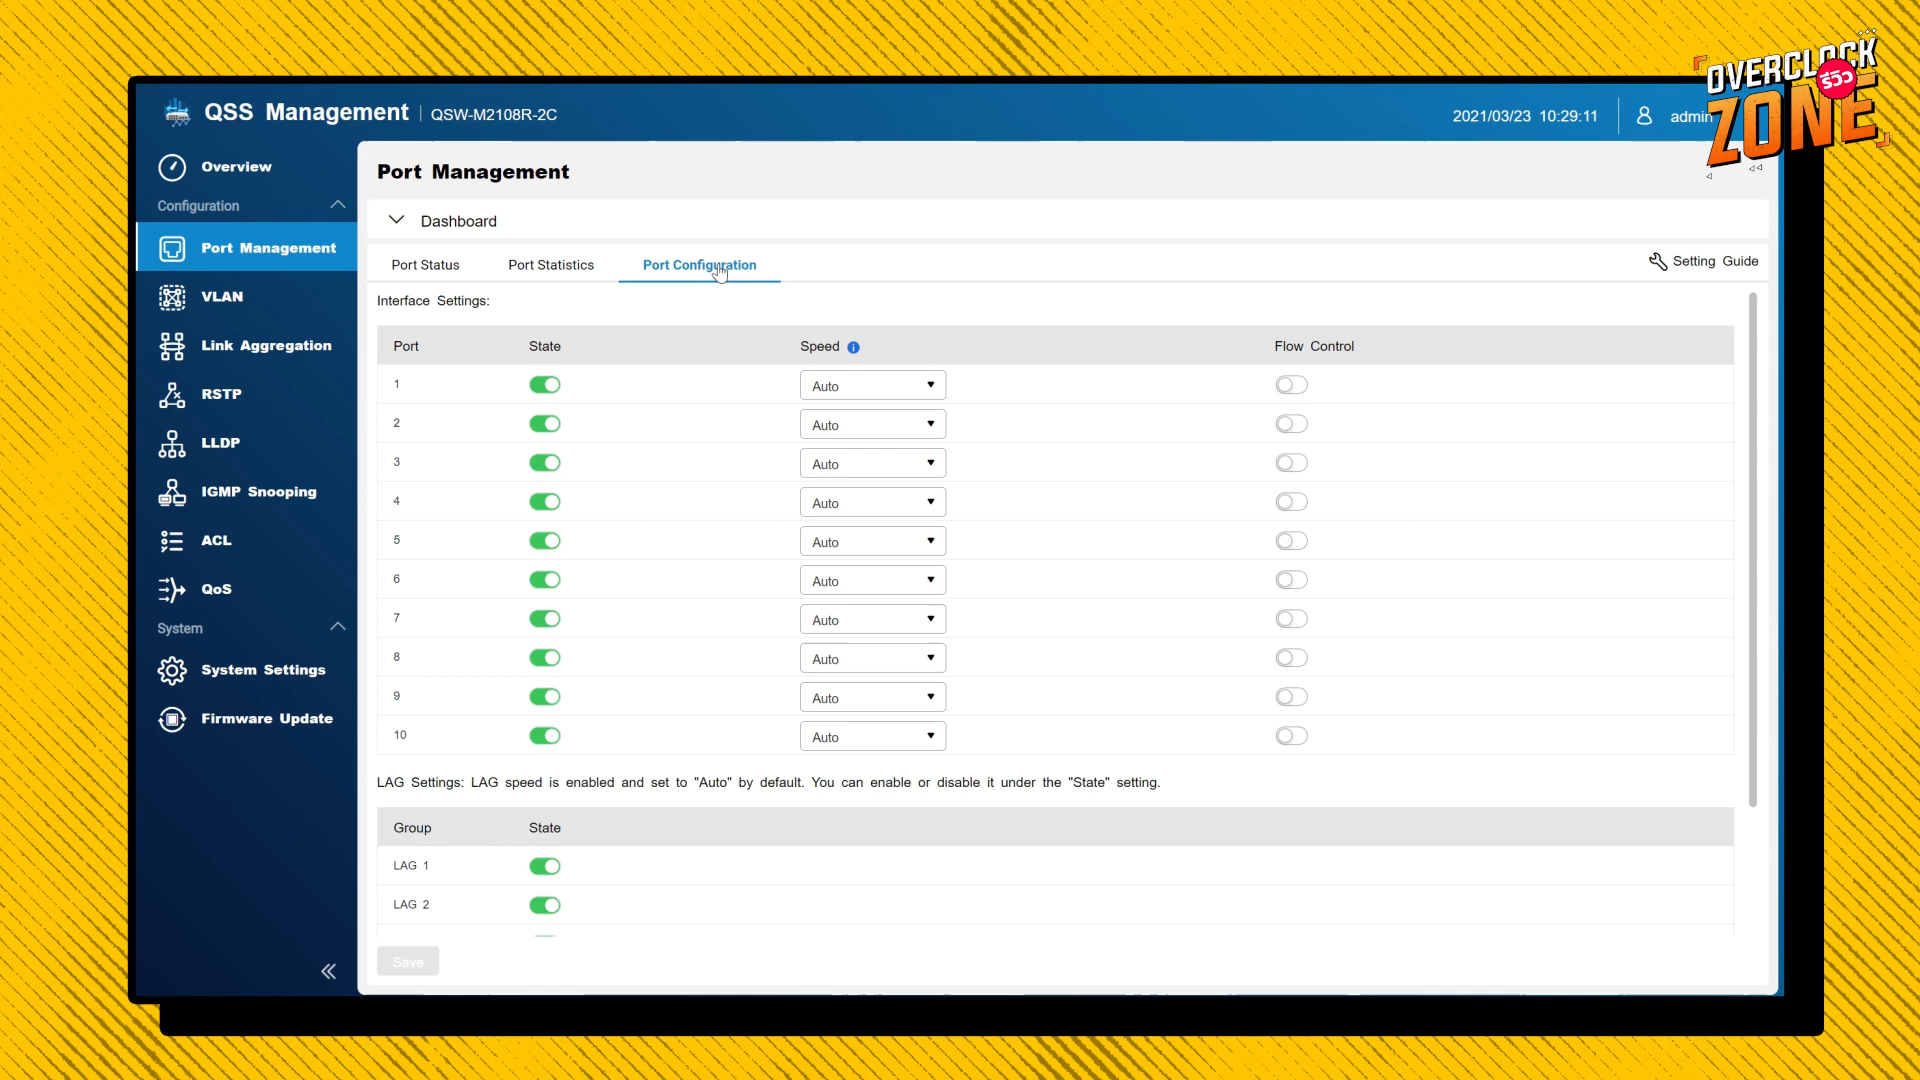 OVERCLOCK
รีวิว
ZONE
QSS Management | QSW-M2108R-2C
2021/03/23 10:29:11
admin
Overview
Configuration
Port Management
VLAN
Link Aggregation
RSTP
LLDP
IGMP Snooping
ACL
QoS
System
System Settings
Firmware Update
Port Management
Dashboard
Port Status Port Statistics Port Configuration
Setting Guide
Interface Settings:
Port State Speed Flow Control
1 Auto
2 Auto
3 Auto
4 Auto
5 Auto
6 Auto
7 Auto
8 Auto
9 Auto
10 Auto
LAG Settings: LAG speed is enabled and set to "Auto" by default. You can enable or disable it under the "State" setting.
Group State
LAG 1
LAG 2
Save